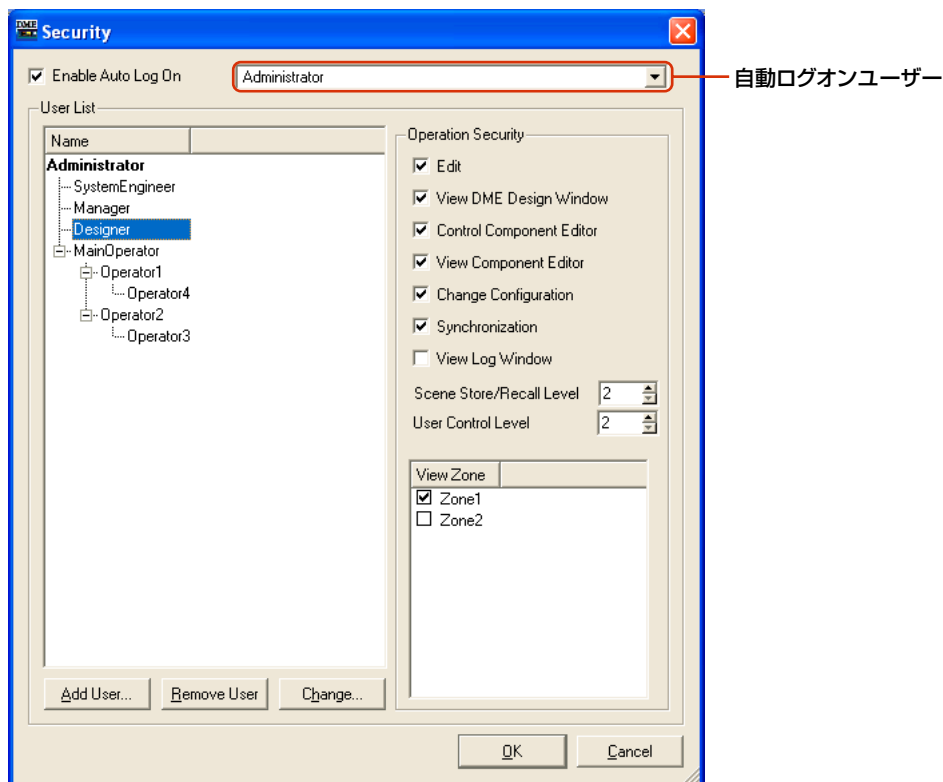 DME
Security
Enable Auto Log On
Administrator
自動ログオンユーザー
User List
Name
Administrator
SystemEngineer
Manager
Designer
MainOperator
Operator1
Operator4
Operator2
Operator3
Operation Security
Edit
View DME Design Window
Control Component Editor
View Component Editor
Change Configuration
Synchronization
View Log Window
Scene Store/Recall Level 2
User Control Level 2
View Zone
Zone1
Zone2
Add User... Remove User Change...
OK Cancel